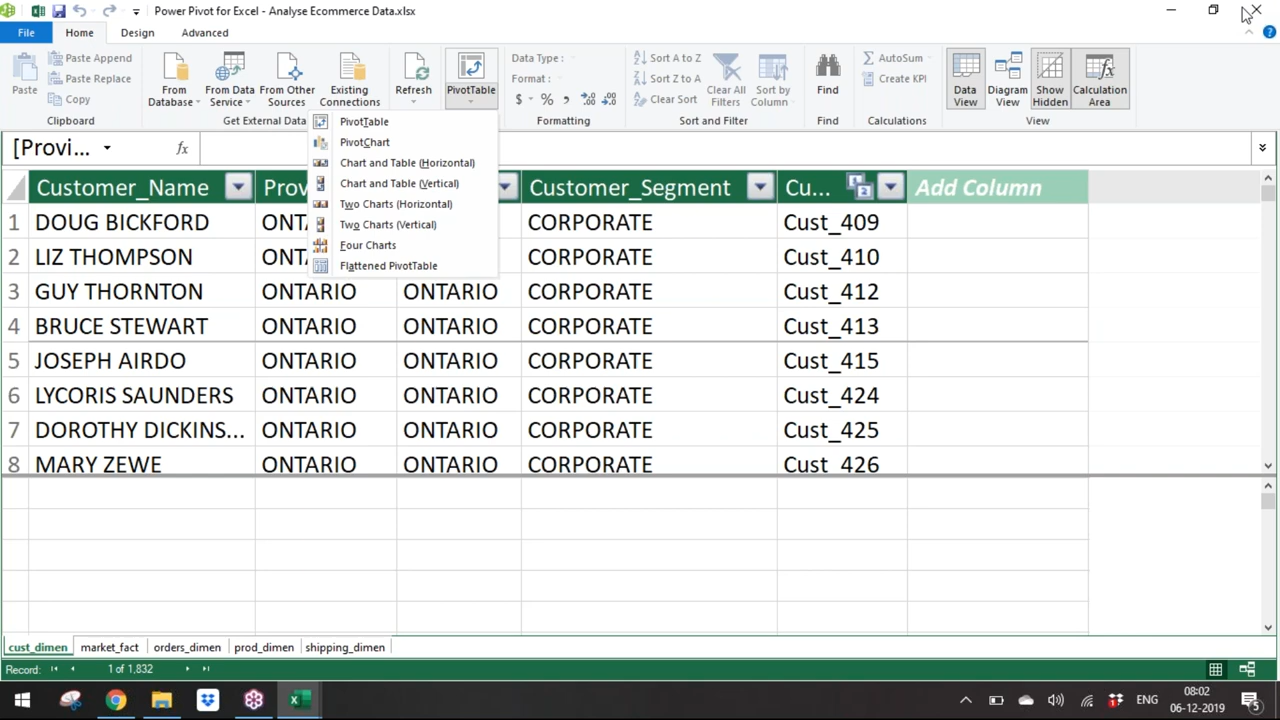 Power Pivot for Excel - Analyse Ecommerce Data.xlsx
File Home Design Advanced
Paste
Paste Append
Paste Replace
Copy
Clipboard
From Database
From Data Service
From Other Sources
Existing Connections
Get External Data
Refresh
PivotTable
Data Type :
Format :
$ % ,
Formatting
Sort A to Z
Sort Z to A
Clear Sort
Clear All Filters
Sort by Column
Sort and Filter
Find
Find
AutoSum
Create KPI
Calculations
Data View
Diagram View
Show Hidden
Calculation Area
View
PivotTable
PivotChart
Chart and Table (Horizontal)
Chart and Table (Vertical)
Two Charts (Horizontal)
Two Charts (Vertical)
Four Charts
Flattened PivotTable
[Provi... fx
Customer_Name Prov Customer_Segment Cu... Add Column
1 DOUG BICKFORD ONT CORPORATE Cust_409
2 LIZ THOMPSON ONT CORPORATE Cust_410
3 GUY THORNTON ONTARIO ONTARIO CORPORATE Cust_412
4 BRUCE STEWART ONTARIO ONTARIO CORPORATE Cust_413
5 JOSEPH AIRDO ONTARIO ONTARIO CORPORATE Cust_415
6 LYCORIS SAUNDERS ONTARIO ONTARIO CORPORATE Cust_424
7 DOROTHY DICKINS... ONTARIO ONTARIO CORPORATE Cust_425
8 MARY ZEWE ONTARIO ONTARIO CORPORATE Cust_426
cust_dimen market_fact orders_dimen prod_dimen shipping_dimen
Record: 1 of 1,832
ENG
08:02
06-12-2019
5